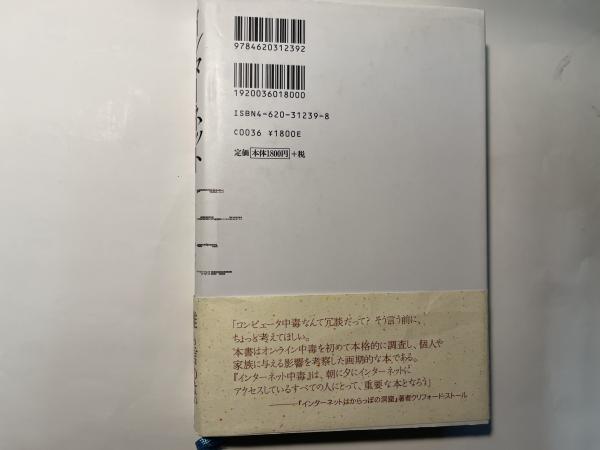 9784620312392
1920036018000
ISBN4-620-31239-8
C0036 ¥1800E
定価 本体1800円 +税
「コンピュータ中毒なんて冗談だって? そう言う前に、
ちょっと考えてほしい。
本書はオンライン中毒を初めて本格的に調査し、個人や
家族に与える影響を考察した画期的な本である。
『インターネット中毒』は、朝に夕にインターネットに
アクセスしているすべての人にとって、重要な本となろう」
———『インターネットはからっぽの洞窟』著者クリフォード・ストール